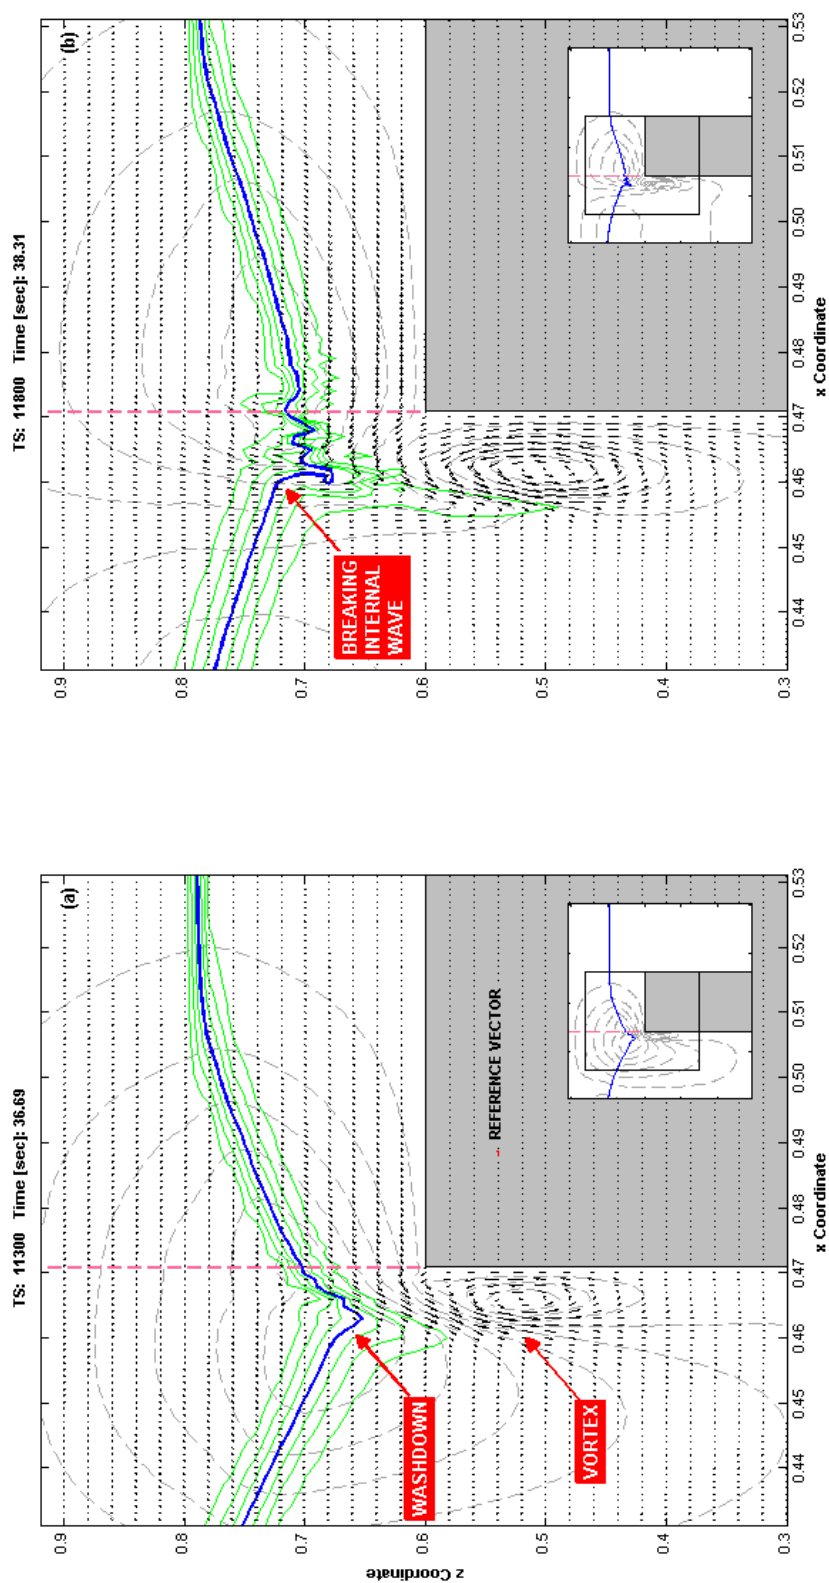 TS: 11300 Time [sec]: 36.69
(a)
0.9
0.8
0.7
0.6
0.5
0.4
0.3
z Coordinate
WASHDOWN
VORTEX
REFERENCE VECTOR
0.44
0.45
0.46
0.47
0.48
0.49
0.50
0.51
0.52
0.53
x Coordinate
TS: 11800 Time [sec]: 38.31
(b)
0.9
0.8
0.7
0.6
0.5
0.4
0.3
BREAKING
INTERNAL
WAVE
0.44
0.45
0.46
0.47
0.48
0.49
0.50
0.51
0.52
0.53
x Coordinate